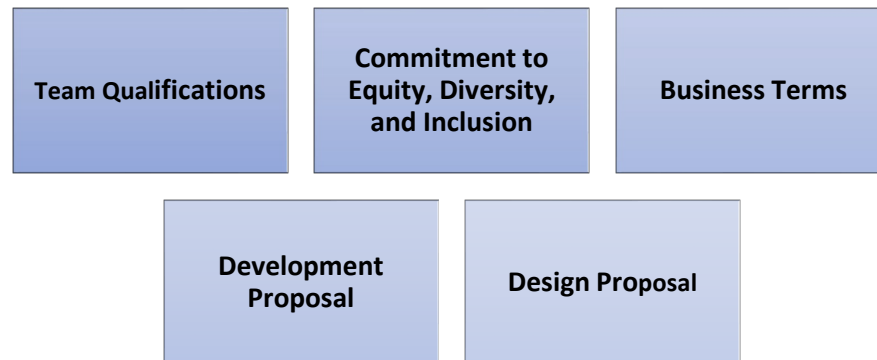 Team Qualifications
Commitment to
Equity, Diversity,
and Inclusion
Business Terms
Development
Proposal
Design Proposal